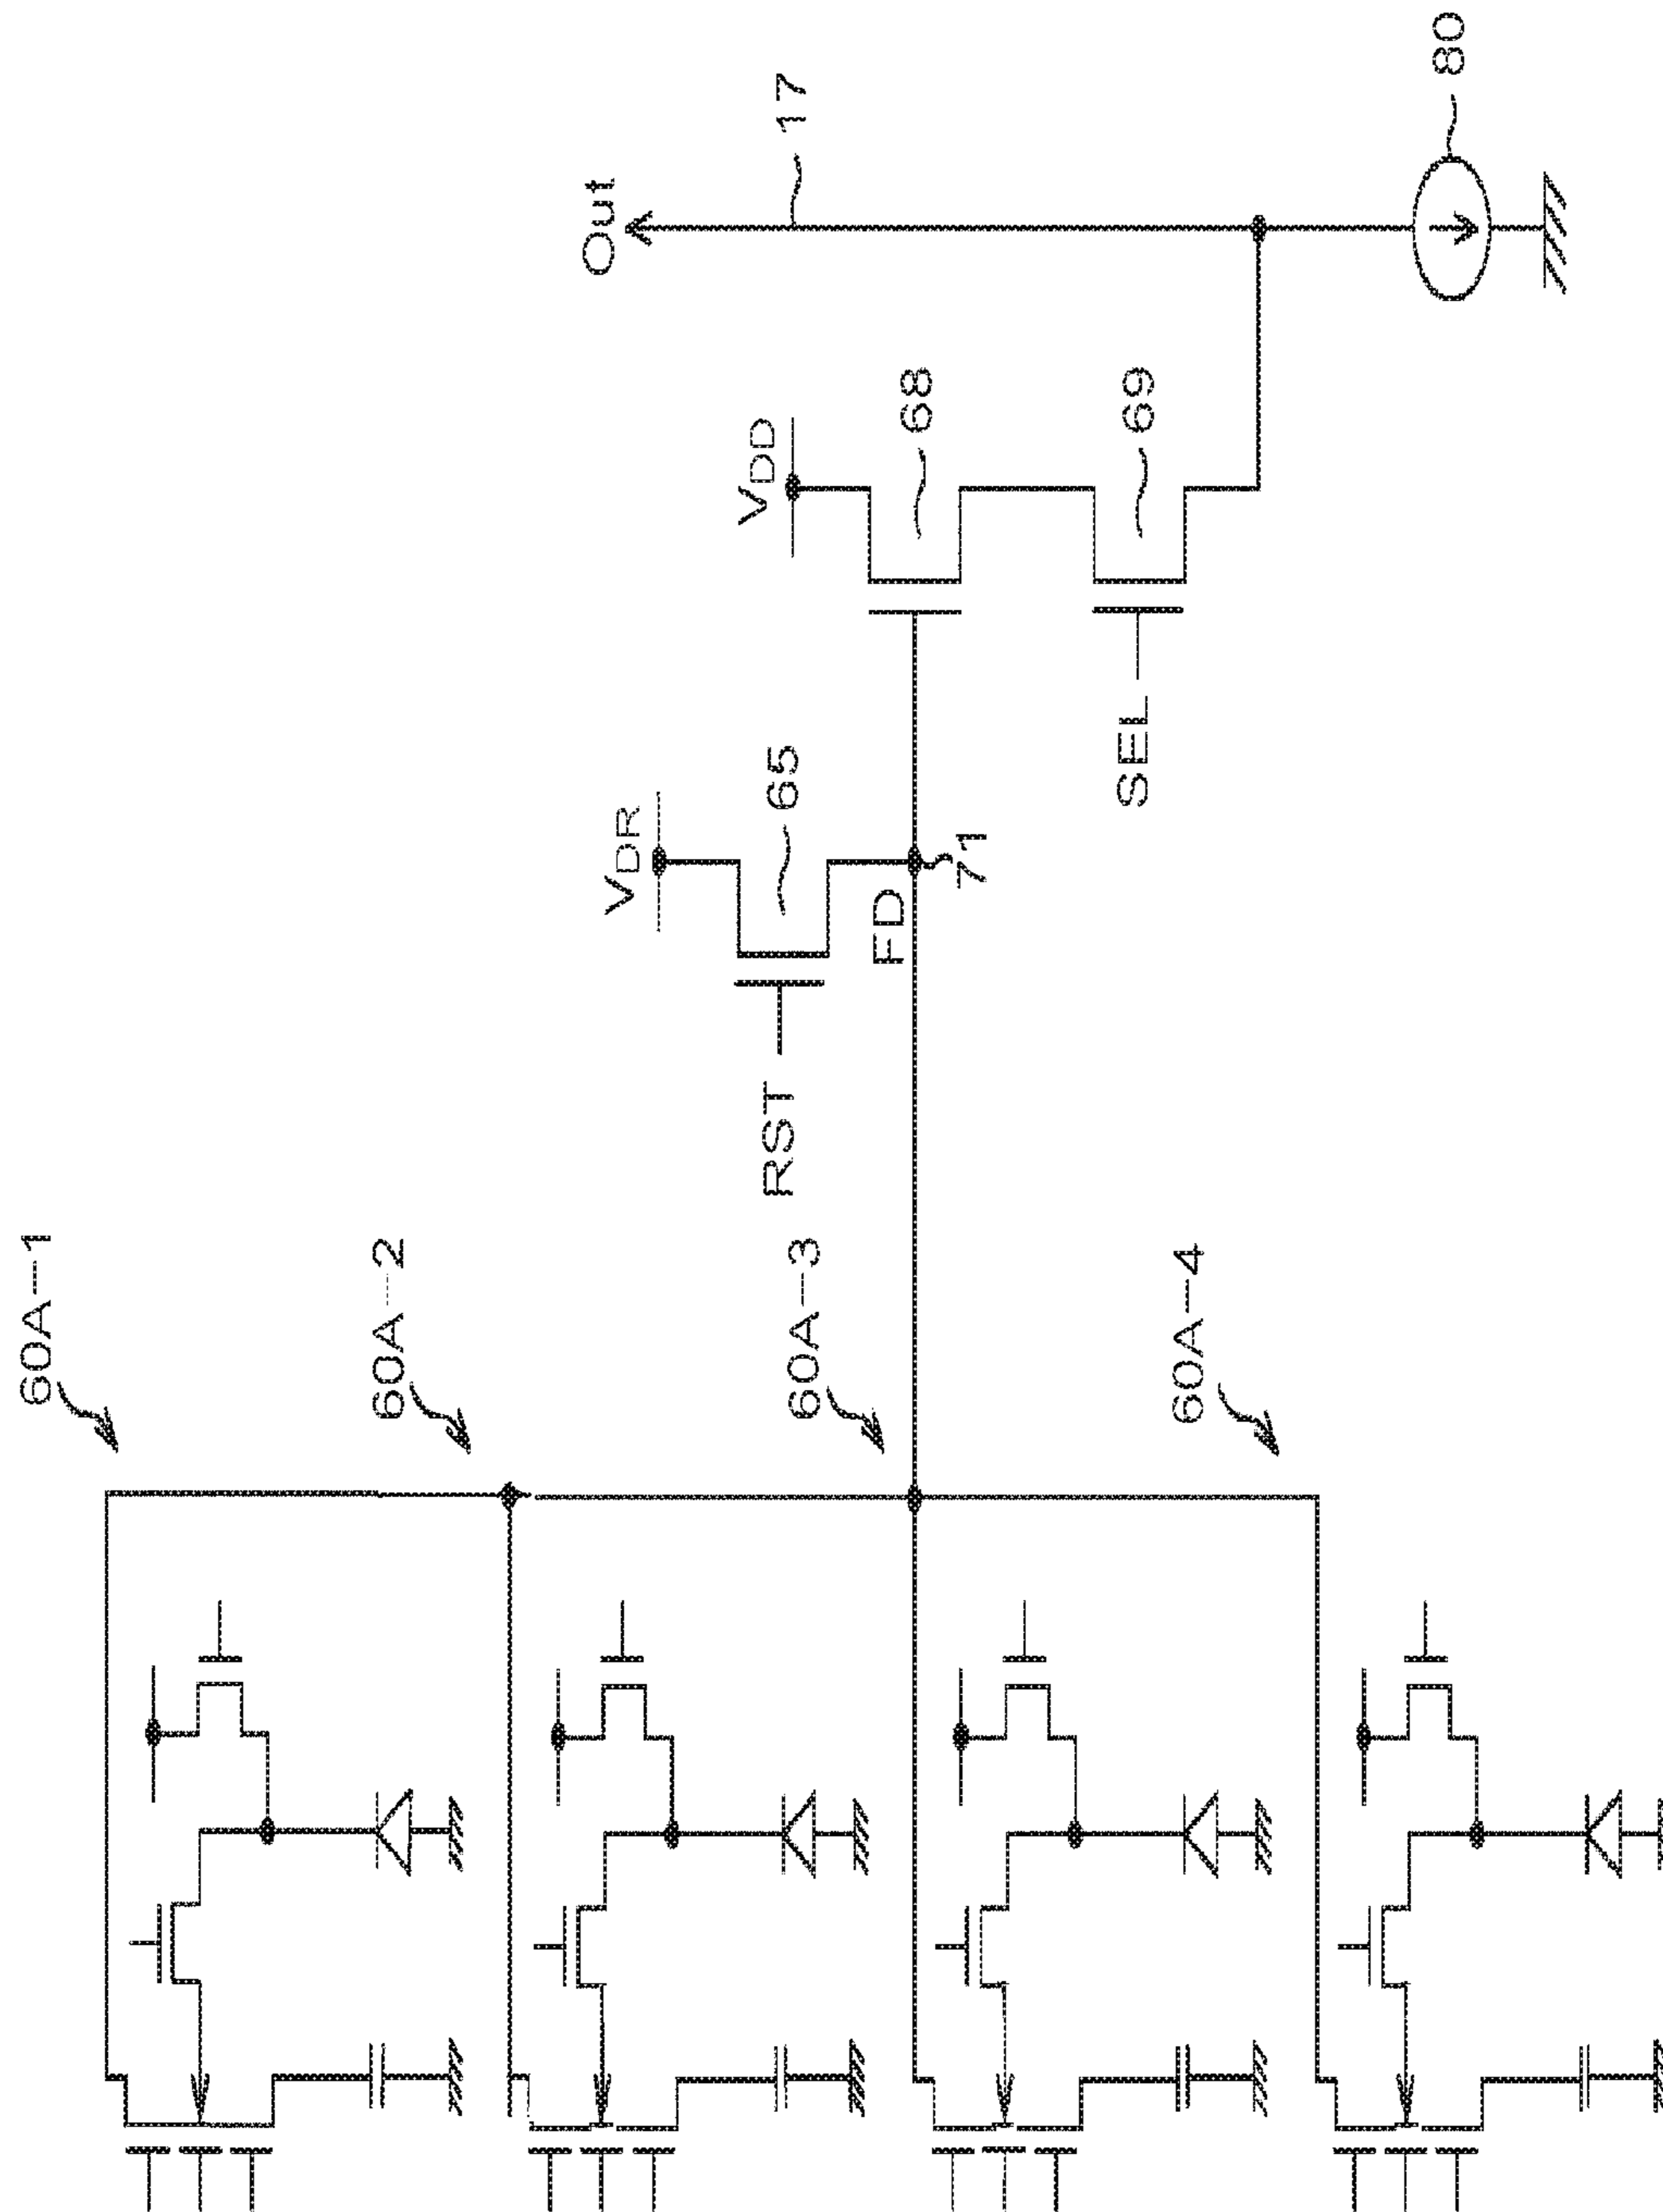 60A-1
60A-2
60A-3
60A-4
RST
VDR
65
FD
71
VDD
68
SEL
69
Out
17
80